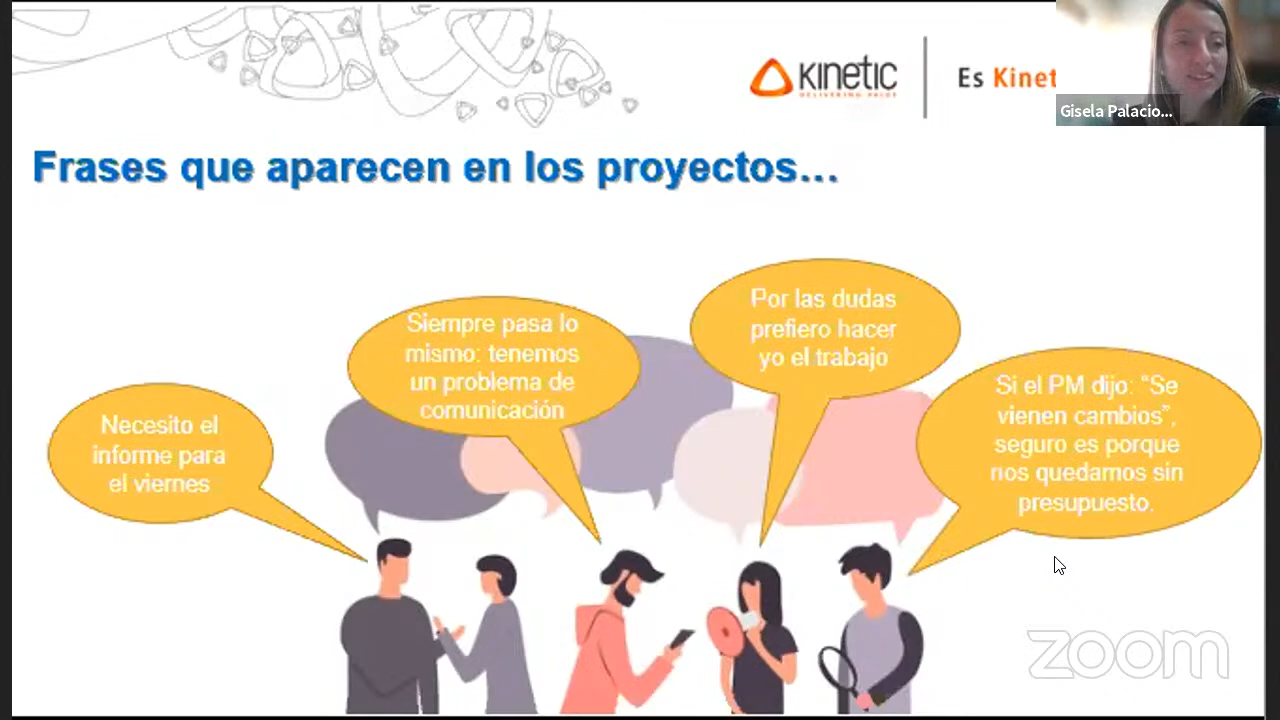 KINETIC
DELIVERING VALUE
Es Kinet
Gisela Palacio...
Frases que aparecen en los proyectos...
Necesito el
informe para
el viernes
Siempre pasa lo
mismo: tenemos
un problema de
comunicación
Por las dudas
prefiero hacer
yo el trabajo
Si el PM dijo: “Se
vienen cambios”,
seguro es porque
nos quedamos sin
presupuesto.
zoom